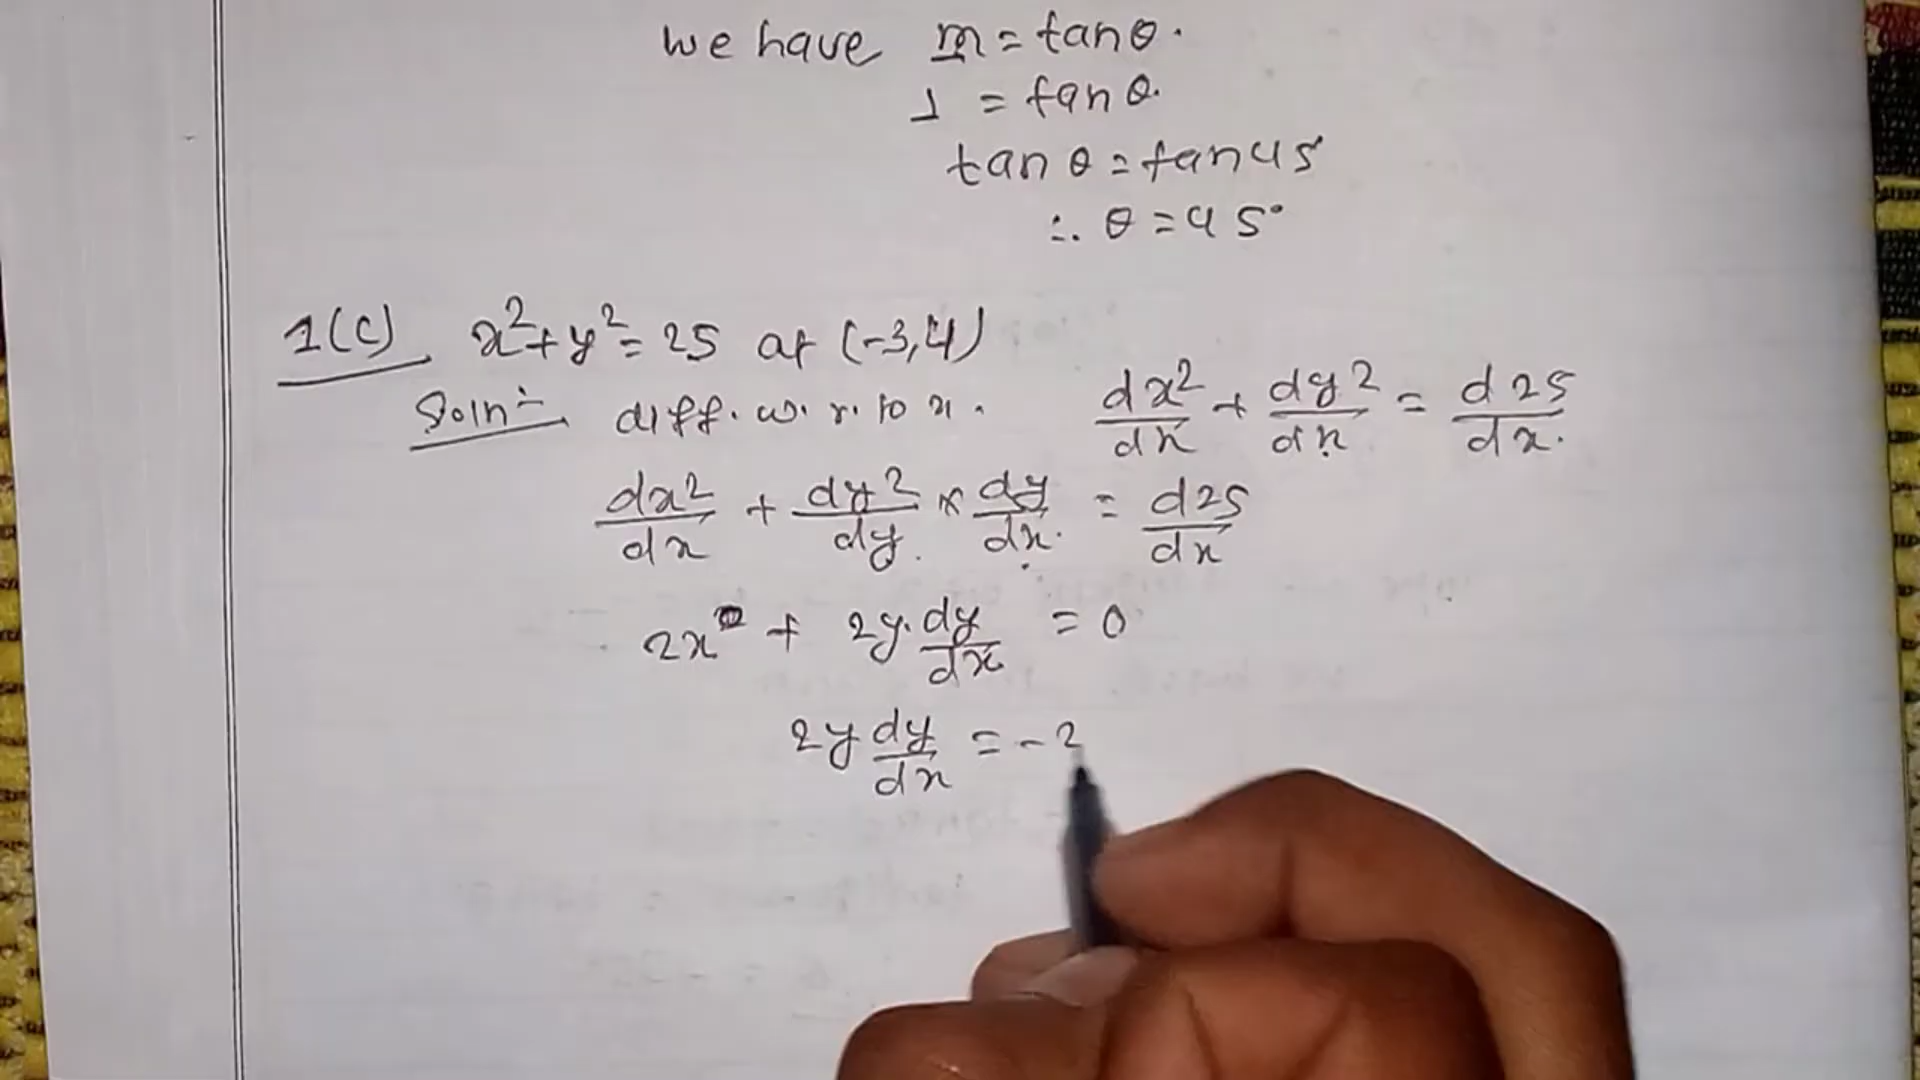 we have m = tanθ.
1 = tanθ.
tanθ = tan45
∴ θ = 45°
1(c) x²+y²= 25 at (-3,4)
Soln:- diff. w. r. to x. dx²/dx + dy²/dx = d25/dx.
dx²/dx + dy²/dy × dy/dx = d25/dx
2x + 2y.dy/dx = 0
2y dy/dx = -2